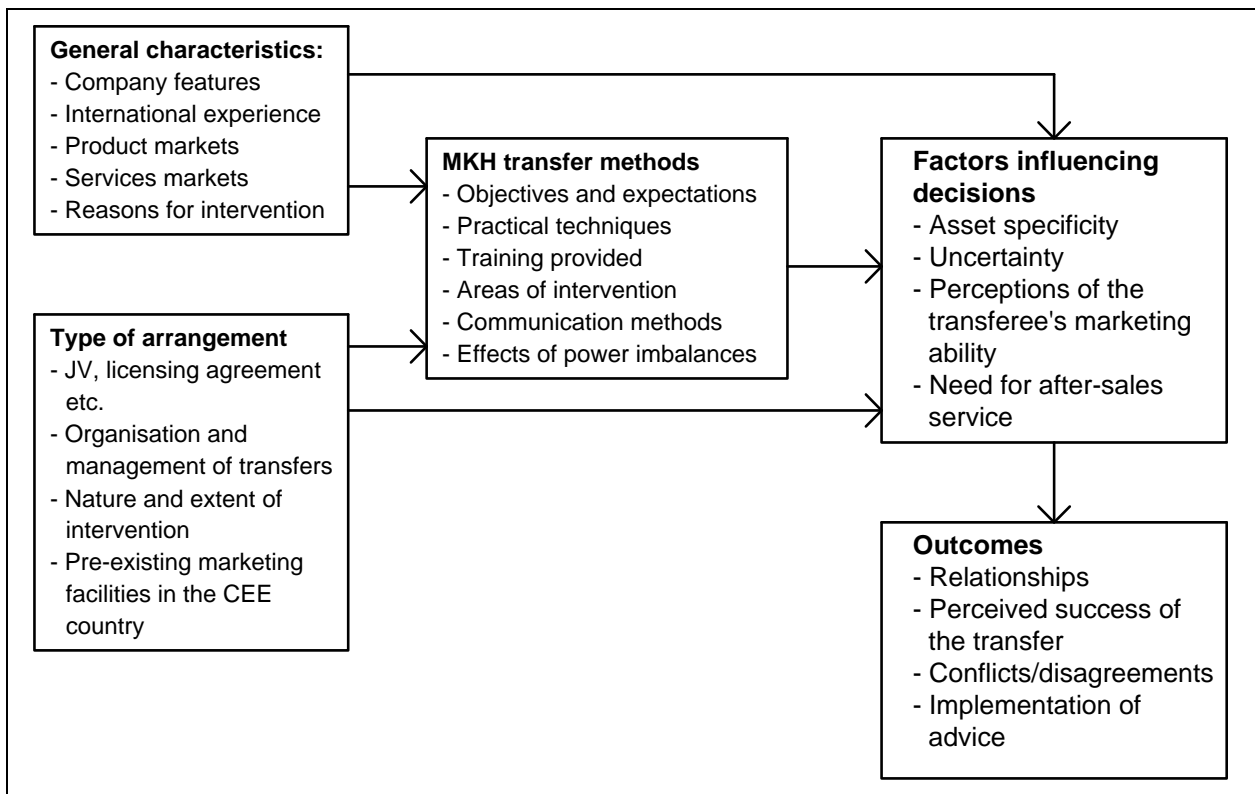 General characteristics:
- Company features
- International experience
- Product markets
- Services markets
- Reasons for intervention
Type of arrangement
- JV, licensing agreement
etc.
- Organisation and
management of transfers
- Nature and extent of
intervention
- Pre-existing marketing
facilities in the CEE
country
MKH transfer methods
- Objectives and expectations
- Practical techniques
- Training provided
- Areas of intervention
- Communication methods
- Effects of power imbalances
Factors influencing
decisions
- Asset specificity
- Uncertainty
- Perceptions of the
transferee's marketing
ability
- Need for after-sales
service
Outcomes
- Relationships
- Perceived success of
the transfer
- Conflicts/disagreements
- Implementation of
advice